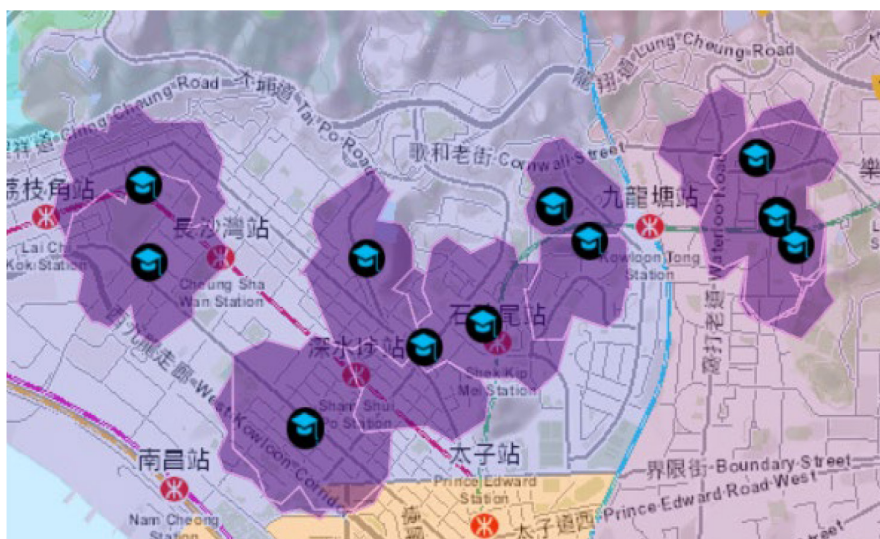 龍翔道-Lung-Cheung-Road
呈祥道-Ching-Cheung-Road
大埔道-Tai-Po-Road
歌和老街-Cornwall-Street
荔枝角站
九龍塘站
樂
Lai Chi
Kok Station
長沙灣站
Cheung Sha
Wan Station
Kowloon Tong
Station
窩打老道-Waterloo-Road
石硤尾站
深水埗站
Shek Kip
Mei Station
Sham Shui
Po Station
西九龍走廊-West-Kowloon-Corridor
南昌站
太子站
界限街-Boundary-Street
Prince Edward
Station
Nam Cheong
Station
太子道西-Prince-Edward-Road-West